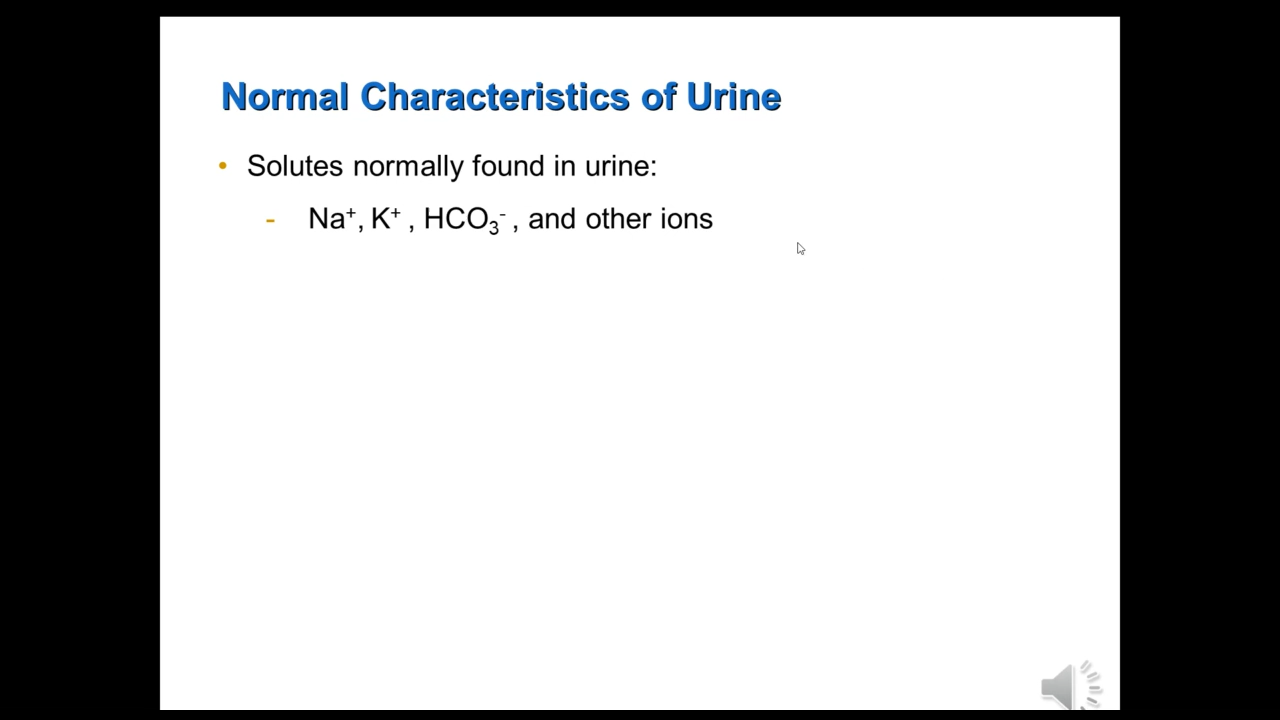 Normal Characteristics of Urine
• Solutes normally found in urine:
- Na⁺, K⁺ , HCO₃⁻ , and other ions